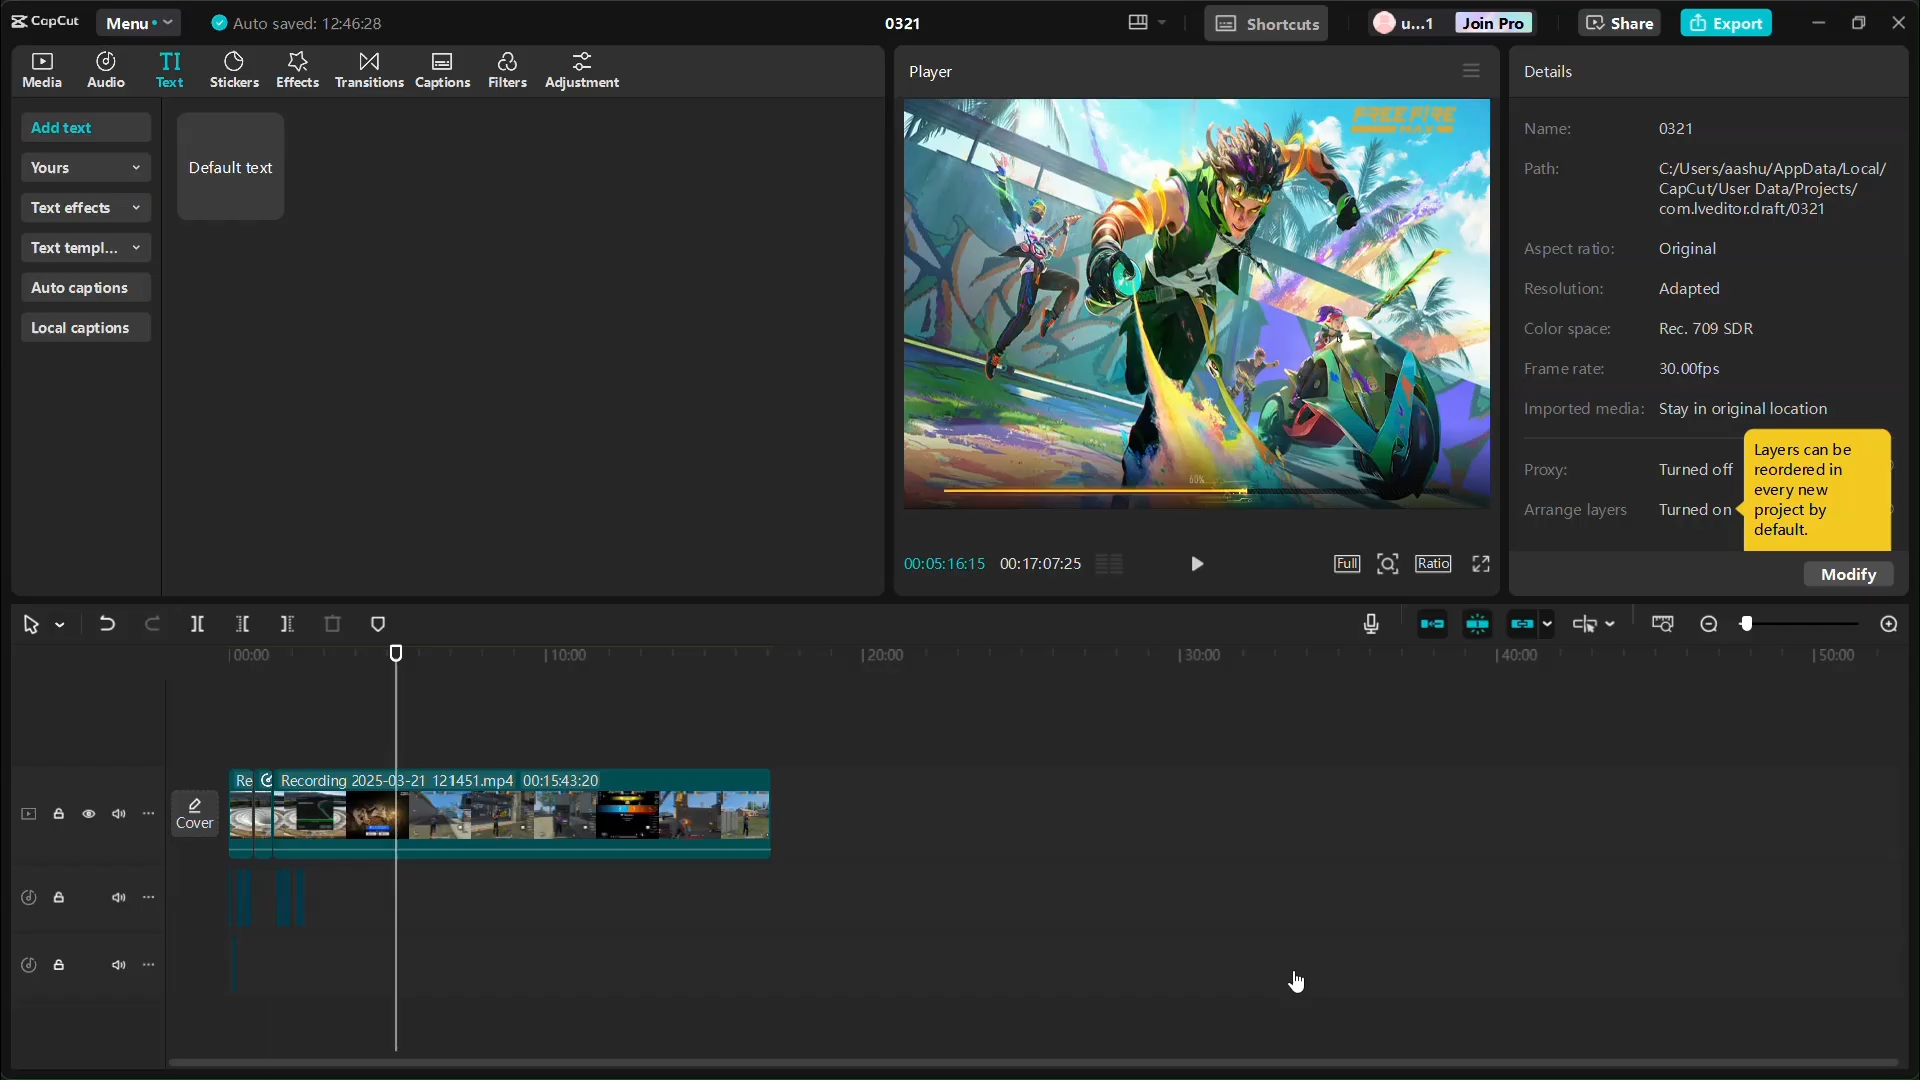 CapCut
Menu
Auto saved: 12:46:28
0321
Shortcuts
u...1
Join Pro
Share
Export
Media
Audio
TI
Text
Stickers
Effects
Transitions
Captions
Filters
Adjustment
Add text
Yours
Text effects
Text templ...
Auto captions
Local captions
Default text
Player
FREE FIRE
MAX
60%
00:05:16:15
00:17:07:25
Full
Ratio
Details
Name:
0321
Path:
C:/Users/aashu/AppData/Local/
CapCut/User Data/Projects/
com.lveditor.draft/0321
Aspect ratio:
Original
Resolution:
Adapted
Color space:
Rec. 709 SDR
Frame rate:
30.00fps
Imported media:
Stay in original location
Proxy:
Turned off
Arrange layers
Turned on
Layers can be
reordered in
every new
project by
default.
Modify
00:00
10:00
20:00
30:00
40:00
50:00
Cover
Re
Recording 2025-03-21 121451.mp4 00:15:43:20